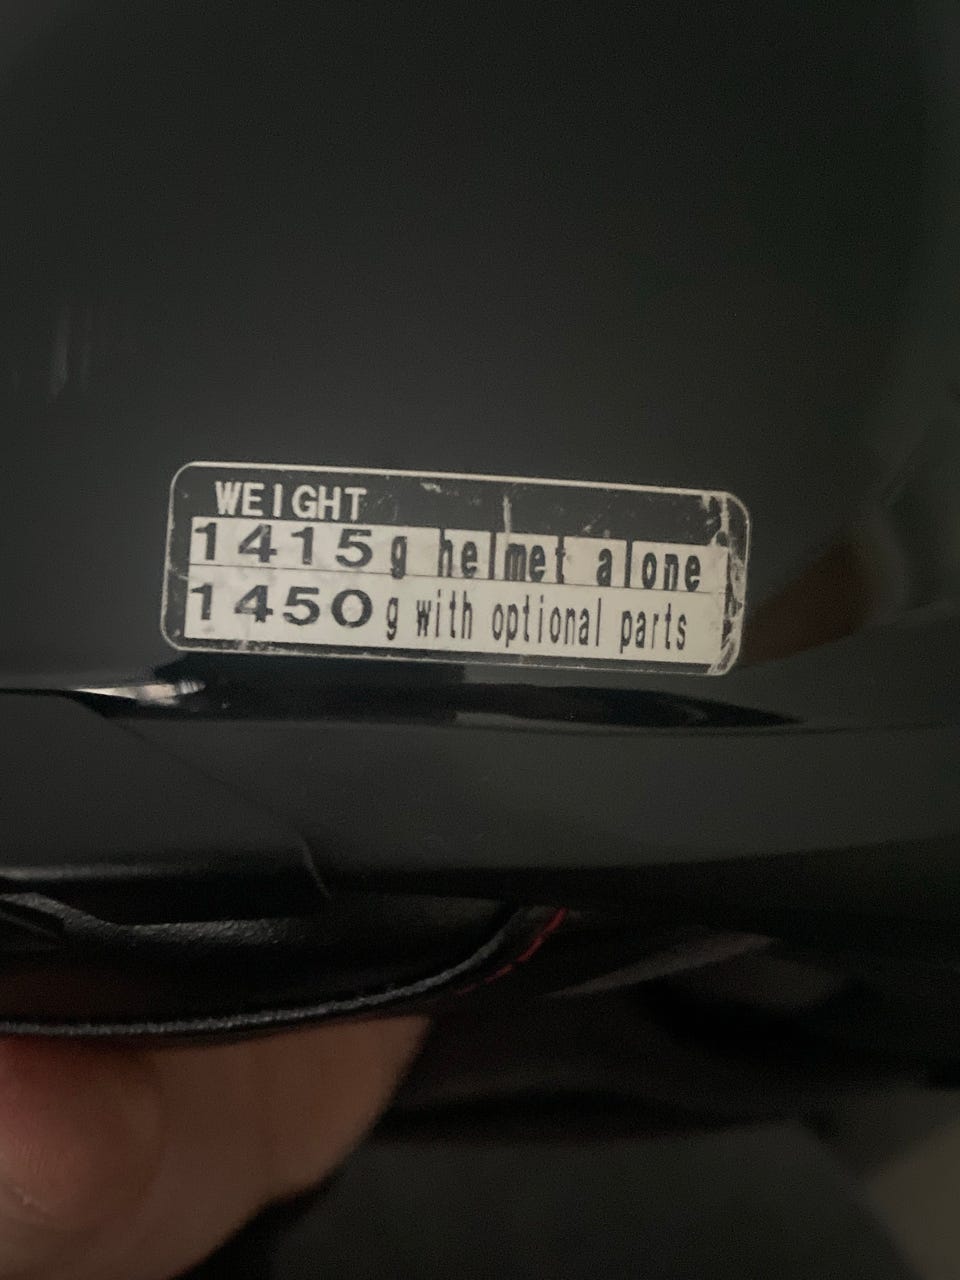 WEIGHT
1415g helmet alone
1450g with optional parts